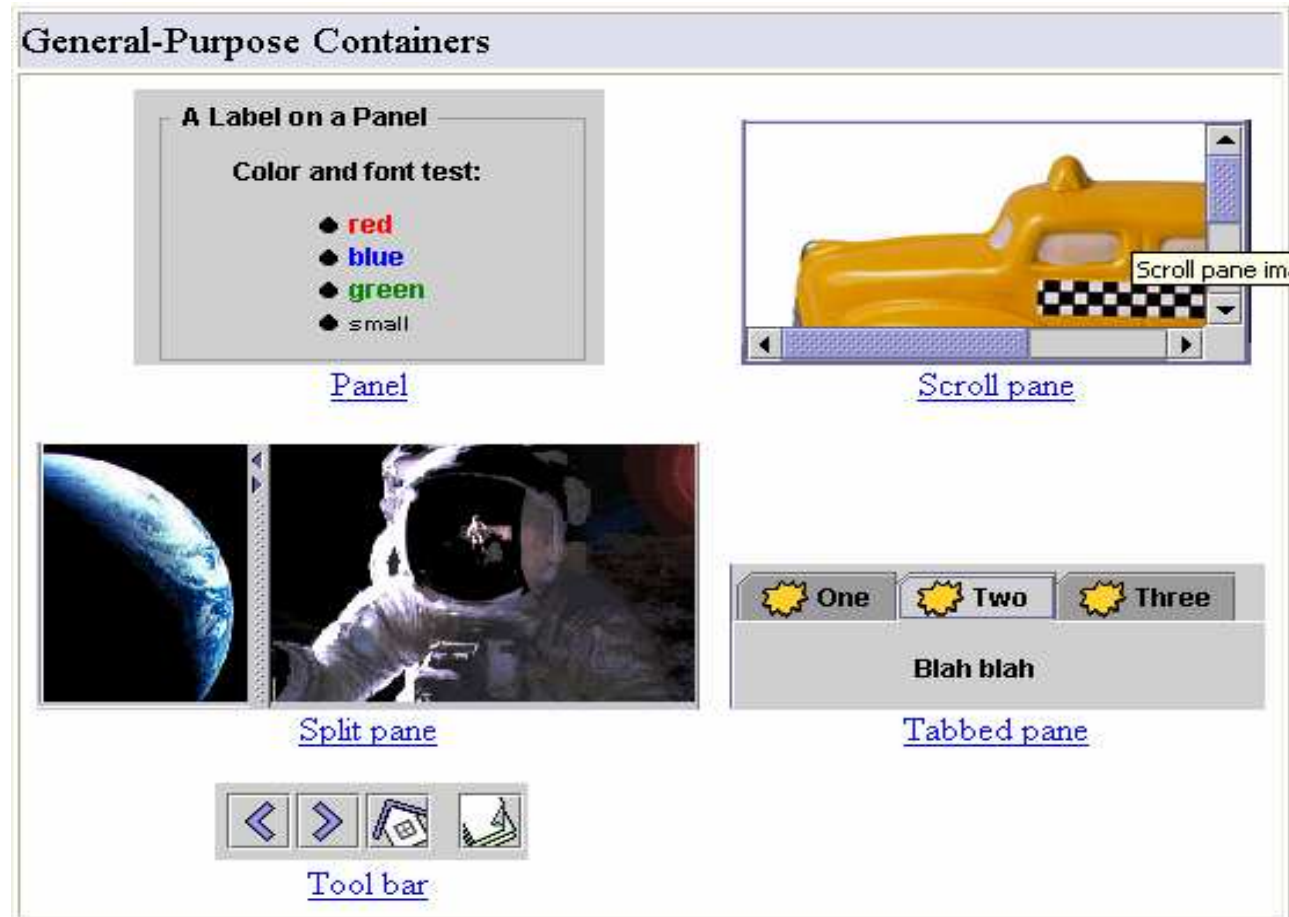 General-Purpose Containers
A Label on a Panel
Color and font test:
red
blue
green
small
Panel
Scroll pane ima
Scroll pane
Split pane
One Two Three
Blah blah
Tabbed pane
Tool bar